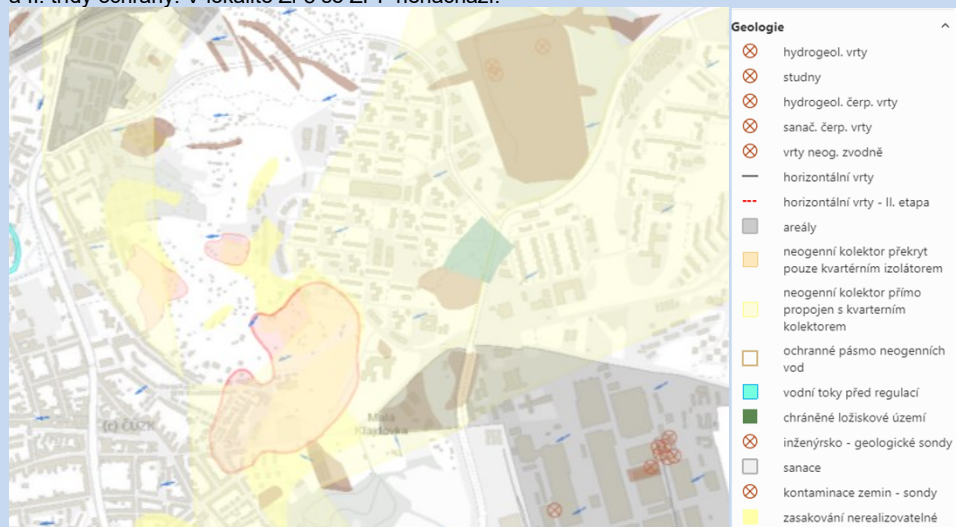 Geologie
hydrogeol. vrty
studny
hydrogeol. čerp. vrty
sanač. čerp. vrty
vrty neog. zvodně
horizontální vrty
horizontální vrty - II. etapa
areály
neogenní kolektor překryt
pouze kvartérním izolátorem
neogenní kolektor přímo
propojen s kvarterním
kolektorem
ochranné pásmo neogenních
vod
vodní toky před regulací
chráněné ložiskové území
inženýrsko - geologické sondy
sanace
kontaminace zemin - sondy
zasakování nerealizovatelné
Malá
Klajdovka
(c) ČÚZK